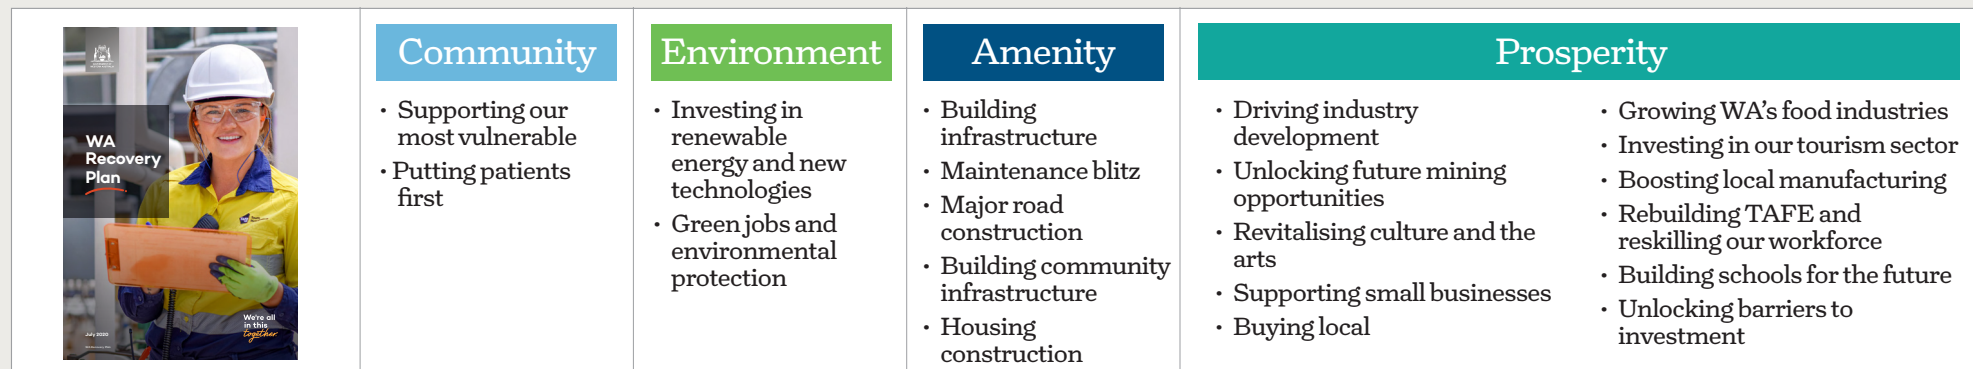 WA
Recovery
Plan
We're all
in this
together
July 2020
Community
• Supporting our
most vulnerable
• Putting patients
first
Environment
• Investing in
renewable
energy and new
technologies
• Green jobs and
environmental
protection
Amenity
• Building
infrastructure
• Maintenance blitz
• Major road
construction
• Building community
infrastructure
• Housing
construction
Prosperity
• Driving industry
development
• Unlocking future mining
opportunities
• Revitalising culture and the
arts
• Supporting small businesses
• Buying local
• Growing WA’s food industries
• Investing in our tourism sector
• Boosting local manufacturing
• Rebuilding TAFE and
reskilling our workforce
• Building schools for the future
• Unlocking barriers to
investment